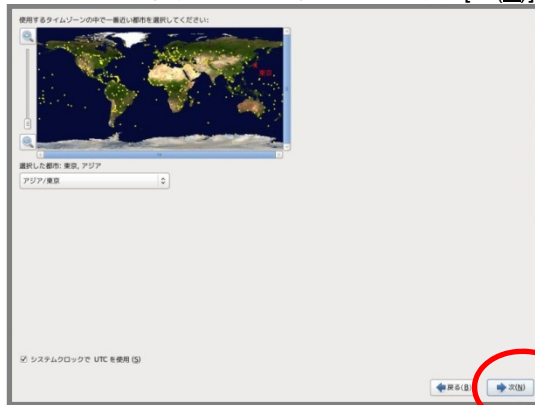 使用するタイムゾーンの中で一番近い都市を選択してください:
東京
選択した都市: 東京, アジア
アジア/東京
システムクロックで UTC を使用 (S)
戻る(B)
次(N)